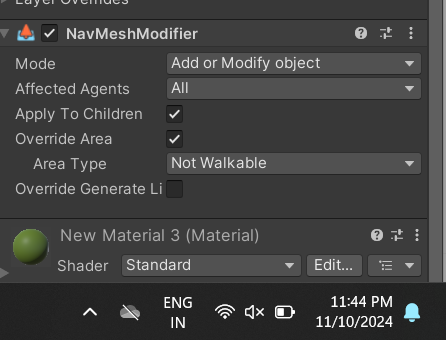 Layer Overrides
NavMeshModifier
Mode Add or Modify object
Affected Agents All
Apply To Children
Override Area
Area Type Not Walkable
Override Generate Li
New Material 3 (Material)
Shader Standard Edit...
ENG 11:44 PM
IN 11/10/2024